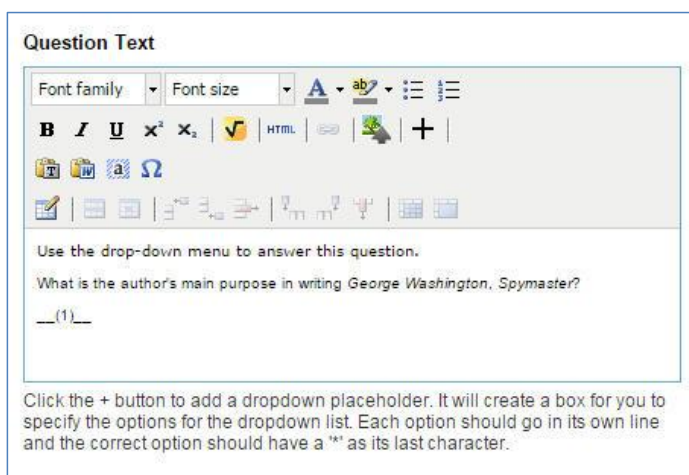 Question Text
Font family Font size A ab
B I U x² x₂ √ HTML +
T W a Ω
Use the drop-down menu to answer this question.
What is the author's main purpose in writing George Washington, Spymaster?
__(1)__
Click the + button to add a dropdown placeholder. It will create a box for you to
specify the options for the dropdown list. Each option should go in its own line
and the correct option should have a '*' as its last character.